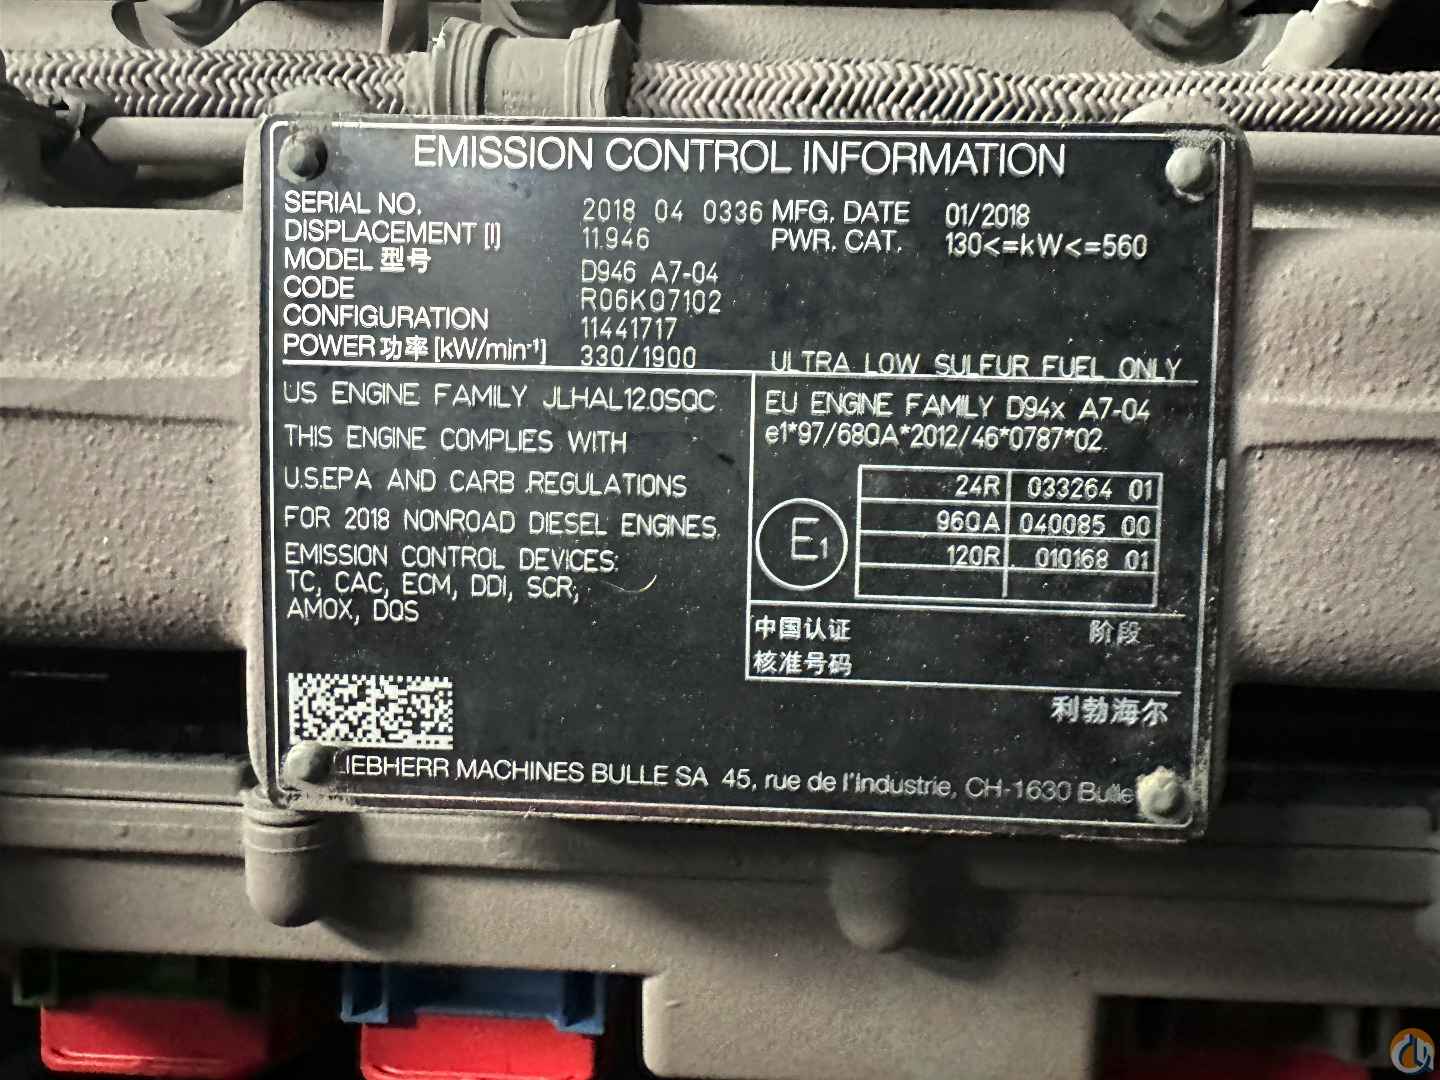 EMISSION CONTROL INFORMATION
SERIAL NO. 2018 04 0336 MFG. DATE 01/2018
DISPLACEMENT [l] 11.946 PWR. CAT. 130<=kW<=560
MODEL 型号 D946 A7-04
CODE R06KQ7102
CONFIGURATION 11441717
POWER 功率 [kW/min⁻¹] 330/1900 ULTRA LOW SULFUR FUEL ONLY
US ENGINE FAMILY JLHAL12.0SQC
THIS ENGINE COMPLIES WITH
U.S.EPA AND CARB REGULATIONS
FOR 2018 NONROAD DIESEL ENGINES.
EMISSION CONTROL DEVICES:
TC, CAC, ECM, DDI, SCR,
AMOX, DQS
EU ENGINE FAMILY D94x A7-04
e1*97/68QA*2012/46*0787*02
E1
24R 033264 01
96QA 040085 00
120R 010168 01
中国认证 阶段
核准号码
利勃海尔
LIEBHERR MACHINES BULLE SA 45, rue de l'Industrie, CH-1630 Bulle